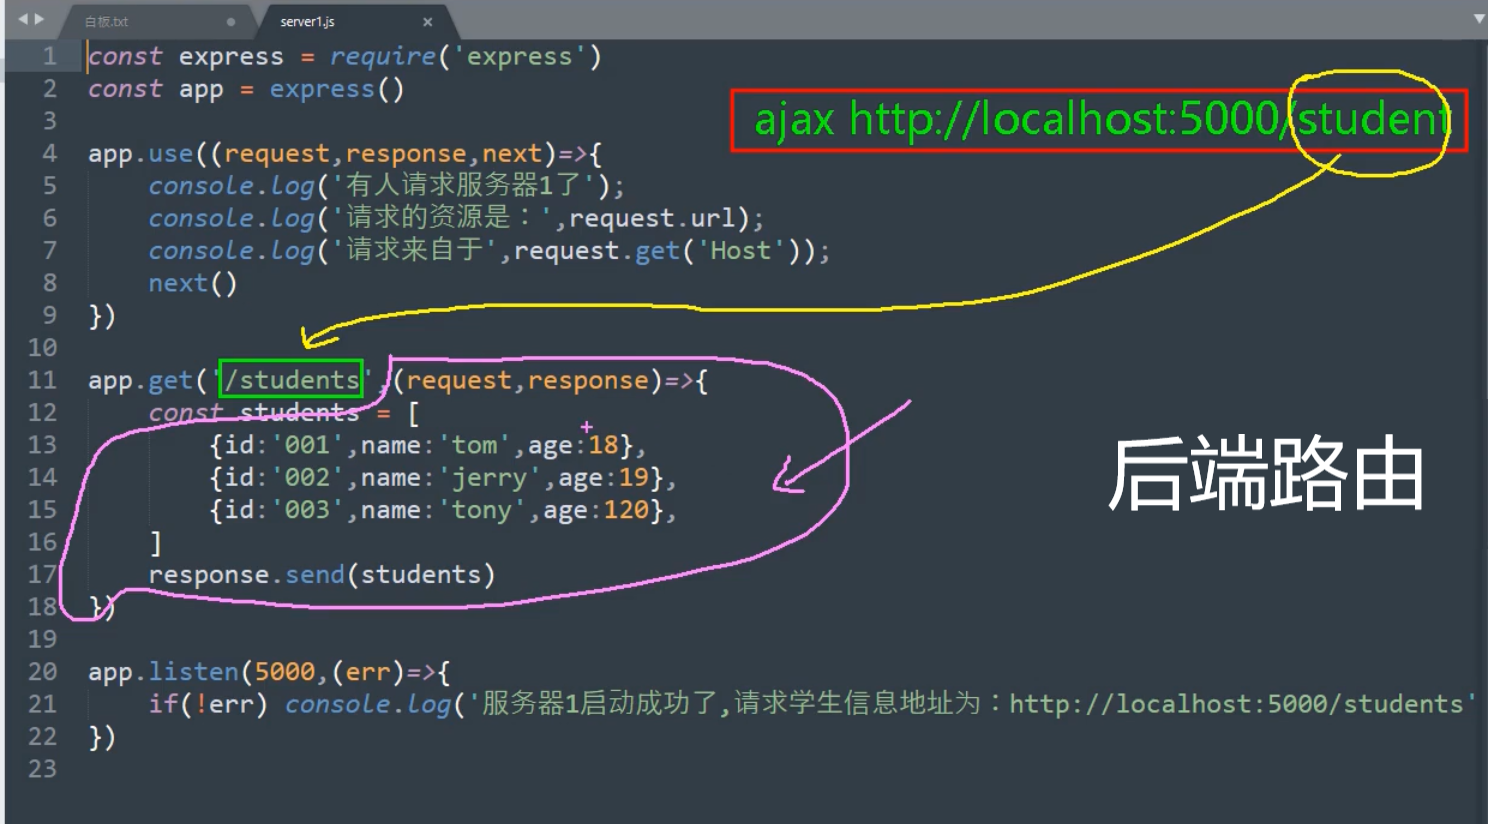 白板.txt
server1.js
1 const express = require('express')
2 const app = express()
3
ajax http://localhost:5000/student
4 app.use((request,response,next)=>{
5 console.log('有人请求服务器1了');
6 console.log('请求的资源是：',request.url);
7 console.log('请求来自于',request.get('Host'));
8 next()
9 })
10
11 app.get('/students',(request,response)=>{
12 const students = [
13 {id:'001',name:'tom',age:18},
14 {id:'002',name:'jerry',age:19},
15 {id:'003',name:'tony',age:120},
后端路由
16 ]
17 response.send(students)
18 })
19
20 app.listen(5000,(err)=>{
21 if(!err) console.log('服务器1启动成功了,请求学生信息地址为：http://localhost:5000/students'
22 })
23